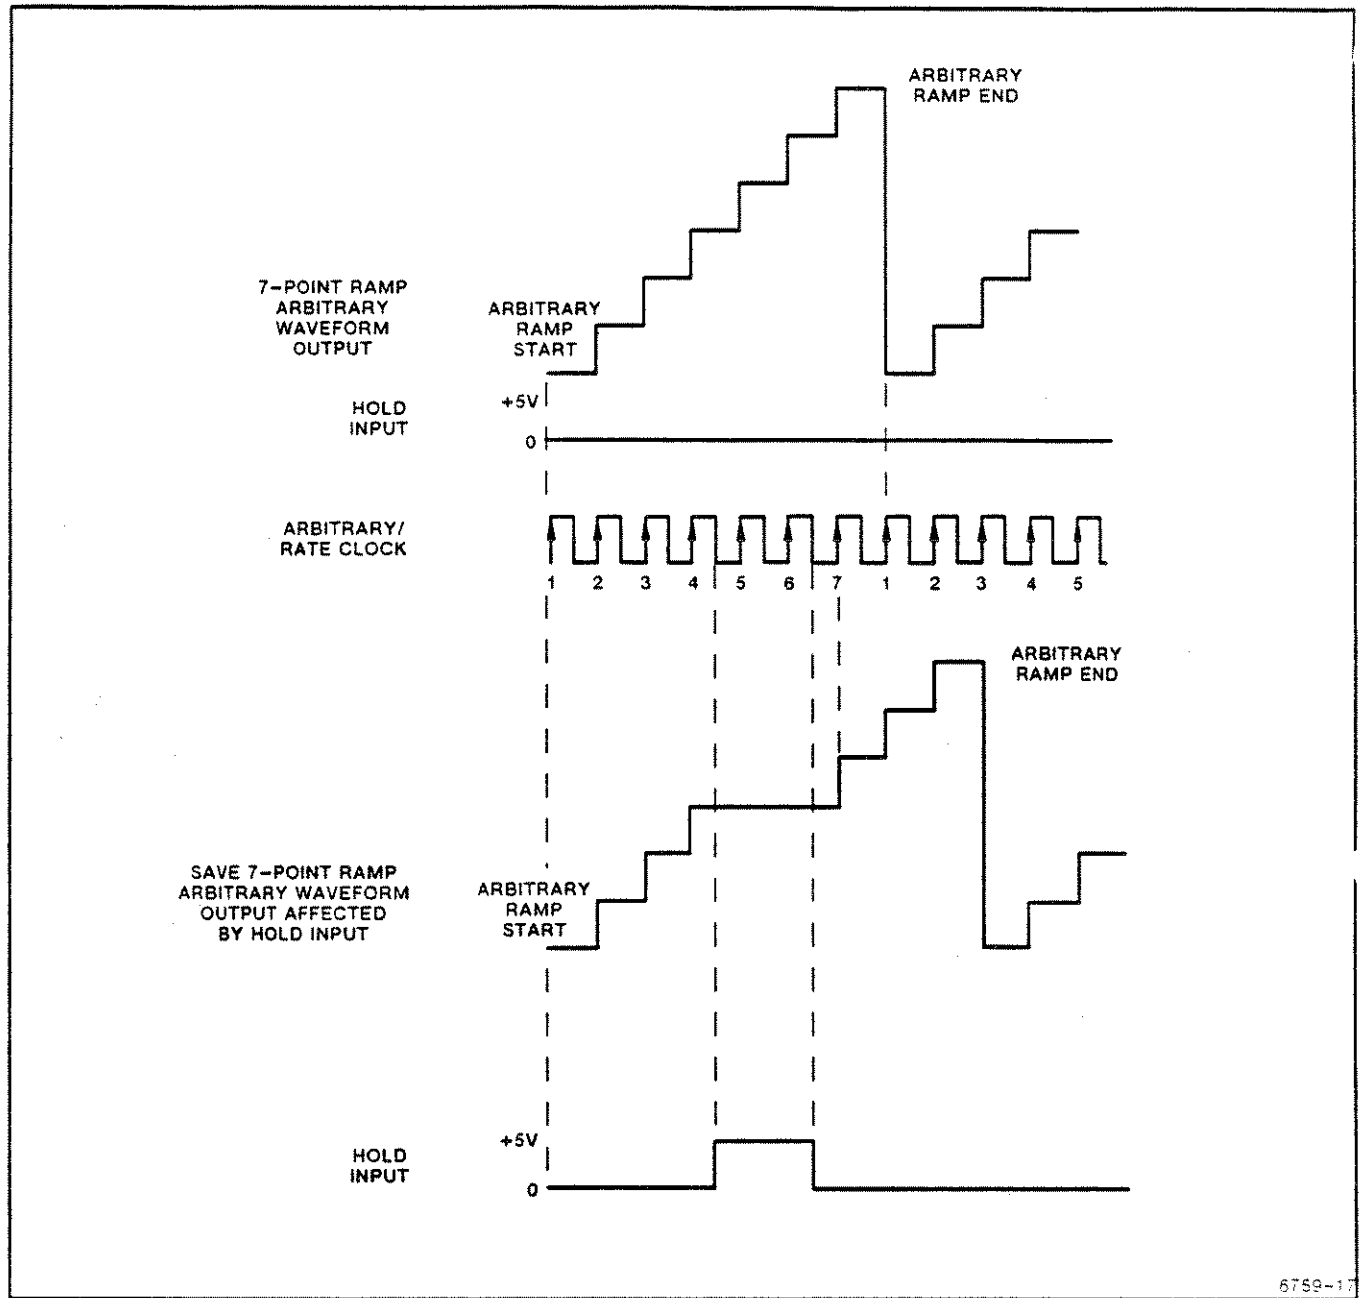 ARBITRARY
RAMP END
7-POINT RAMP
ARBITRARY
WAVEFORM
OUTPUT
ARBITRARY
RAMP
START
HOLD
INPUT
+5V
0
ARBITRARY/
RATE CLOCK
1 2 3 4 5 6 7 1 2 3 4 5
ARBITRARY
RAMP END
SAVE 7-POINT RAMP
ARBITRARY WAVEFORM
OUTPUT AFFECTED
BY HOLD INPUT
ARBITRARY
RAMP
START
HOLD
INPUT
+5V
0
6759-17